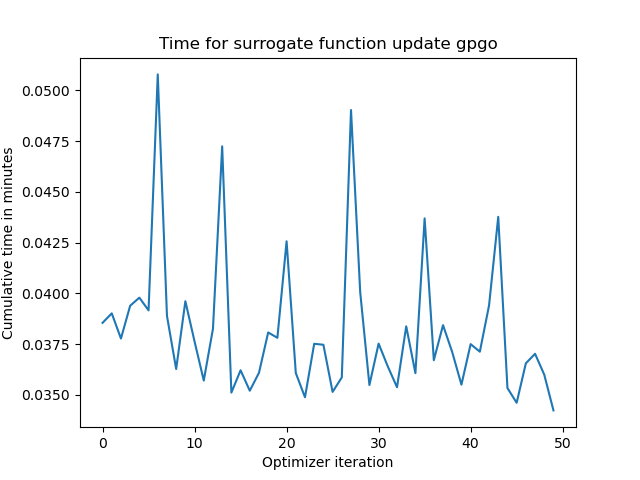 Time for surrogate function update gpgo
0.0500
0.0475
0.0450
0.0425
0.0400
0.0375
0.0350
Cumulative time in minutes
0 10 20 30 40 50
Optimizer iteration